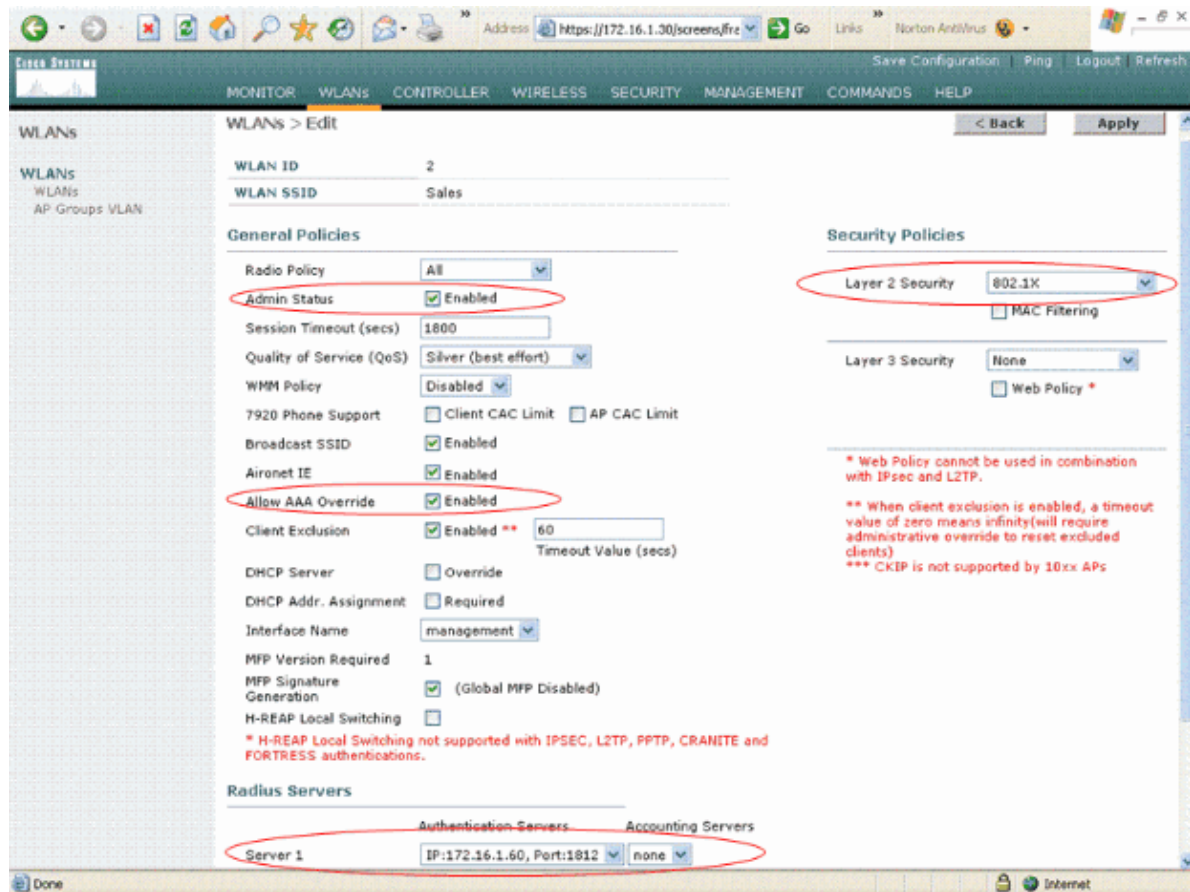 Address https://172.16.1.30/screens/fra Go Links Norton AntiVirus
CISCO SYSTEMS
Save Configuration | Ping | Logout | Refresh
MONITOR WLANs CONTROLLER WIRELESS SECURITY MANAGEMENT COMMANDS HELP
WLANs
WLANs
WLANs
AP Groups VLAN
WLANs > Edit
< Back Apply
WLAN ID 2
WLAN SSID Sales
General Policies
Radio Policy All
Admin Status Enabled
Session Timeout (secs) 1800
Quality of Service (QoS) Silver (best effort)
WMM Policy Disabled
7920 Phone Support Client CAC Limit AP CAC Limit
Broadcast SSID Enabled
Aironet IE Enabled
Allow AAA Override Enabled
Client Exclusion Enabled ** 60
Timeout Value (secs)
DHCP Server Override
DHCP Addr. Assignment Required
Interface Name management
MFP Version Required 1
MFP Signature
Generation (Global MFP Disabled)
H-REAP Local Switching
* H-REAP Local Switching not supported with IPSEC, L2TP, PPTP, CRANITE and
FORTRESS authentications.
Security Policies
Layer 2 Security 802.1X
MAC Filtering
Layer 3 Security None
Web Policy *
* Web Policy cannot be used in combination
with IPsec and L2TP.
** When client exclusion is enabled, a timeout
value of zero means infinity(will require
administrative override to reset excluded
clients)
*** CKIP is not supported by 10xx APs
Radius Servers
Authentication Servers Accounting Servers
Server 1 IP:172.16.1.60, Port:1812 none
Done Internet